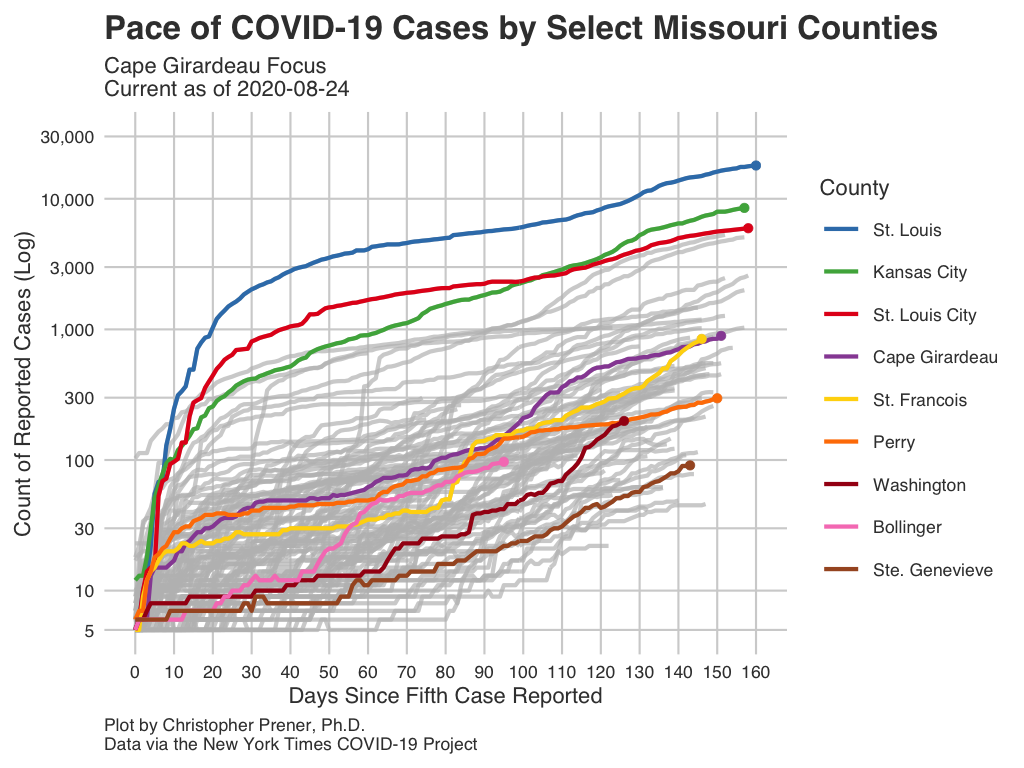 Pace of COVID-19 Cases by Select Missouri Counties
Cape Girardeau Focus
Current as of 2020-08-24
Count of Reported Cases (Log)
30,000
10,000
3,000
1,000
300
100
30
10
5
0 10 20 30 40 50 60 70 80 90 100 110 120 130 140 150 160
Days Since Fifth Case Reported
County
St. Louis
Kansas City
St. Louis City
Cape Girardeau
St. Francois
Perry
Washington
Bollinger
Ste. Genevieve
Plot by Christopher Prener, Ph.D.
Data via the New York Times COVID-19 Project